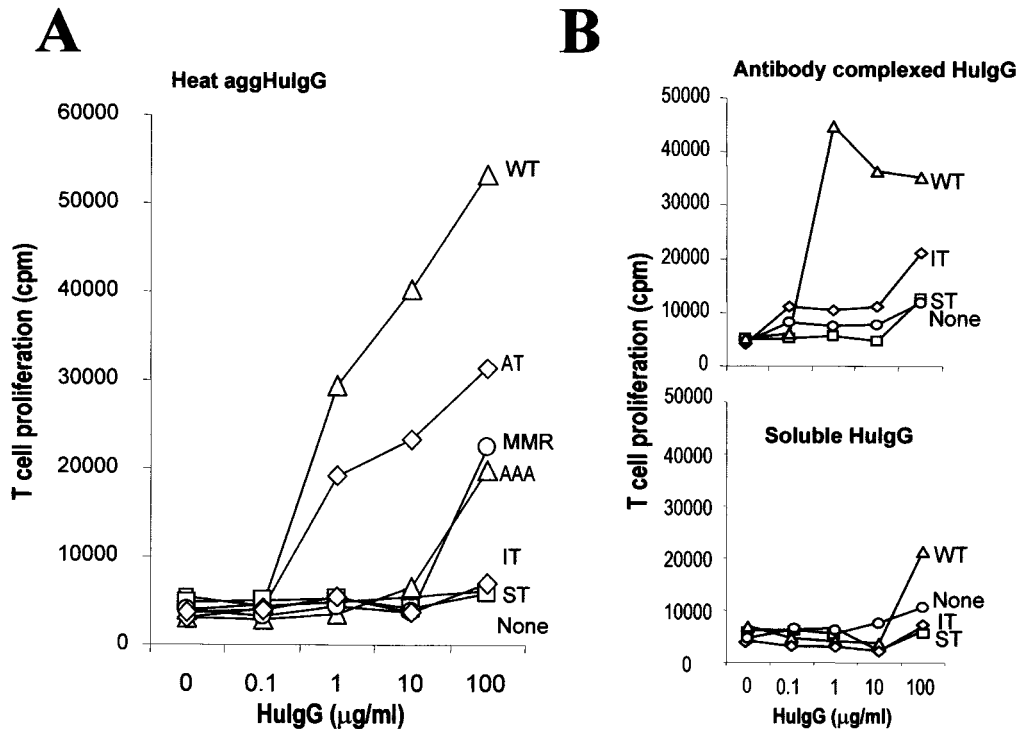 A
Heat aggHuIgG
T cell proliferation (cpm)
60000
50000
40000
30000
20000
10000
0
WT
AT
MMR
AAA
IT
ST
None
0 0.1 1 10 100
HuIgG (μg/ml)
B
Antibody complexed HuIgG
T cell proliferation (cpm)
50000
40000
30000
20000
10000
0
WT
IT
ST
None
Soluble HuIgG
50000
40000
30000
20000
10000
0
WT
None
IT
ST
0 0.1 1 10 100
HuIgG (μg/ml)